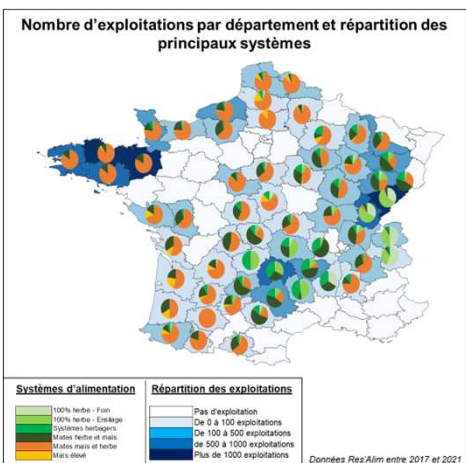 Nombre d'exploitations par département et répartition des
principaux systèmes
Systèmes d'alimentation
100% herbe - Foin
100% herbe - Ensilage
Systèmes herbagers
Mixtes herbe et maïs
Mixtes maïs et herbe
Maïs élevé
Répartition des exploitations
Pas d'exploitation
De 0 à 100 exploitations
De 100 à 500 exploitations
de 500 à 1000 exploitations
Plus de 1000 exploitations
Données Res'Alim entre 2017 et 2021